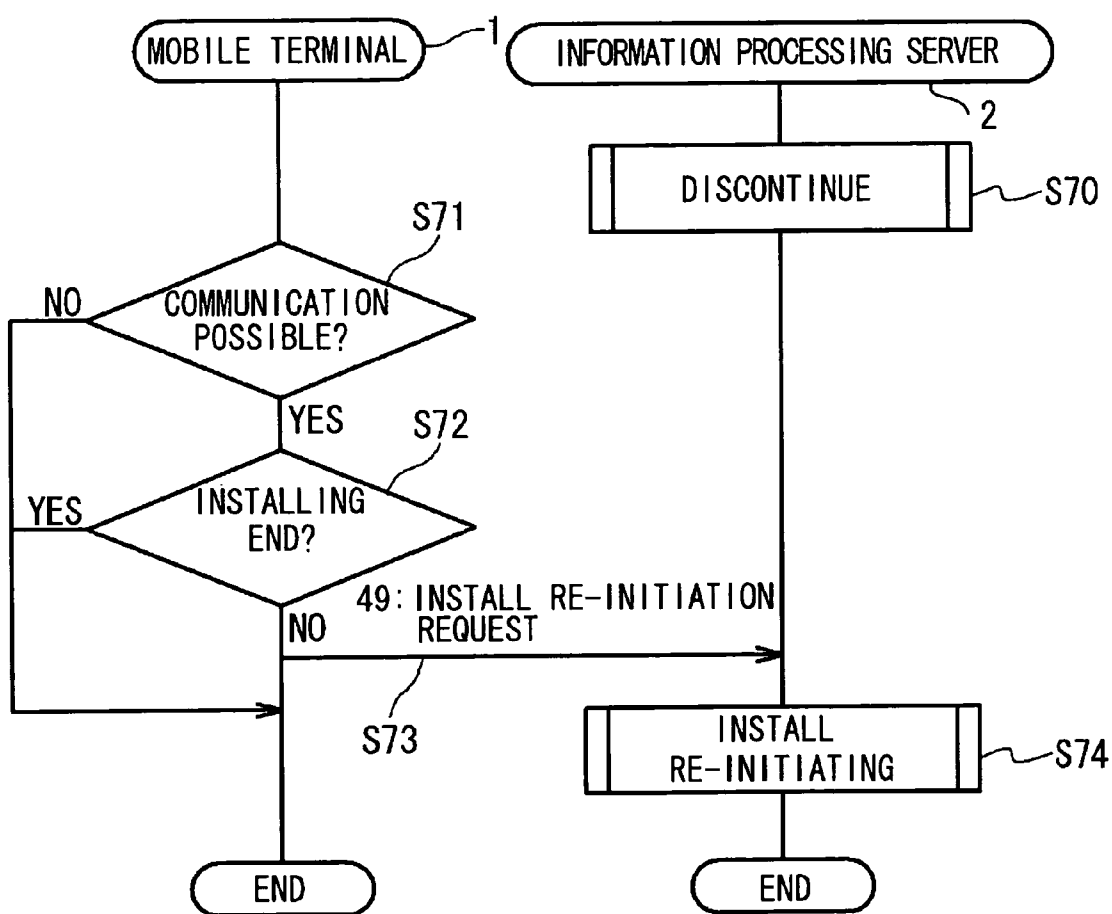 MOBILE TERMINAL
1
INFORMATION PROCESSING SERVER
2
DISCONTINUE
S70
S71
NO
COMMUNICATION
POSSIBLE?
YES
S72
YES
INSTALLING
END?
49: INSTALL RE-INITIATION
REQUEST
NO
S73
INSTALL
RE-INITIATING
S74
END
END